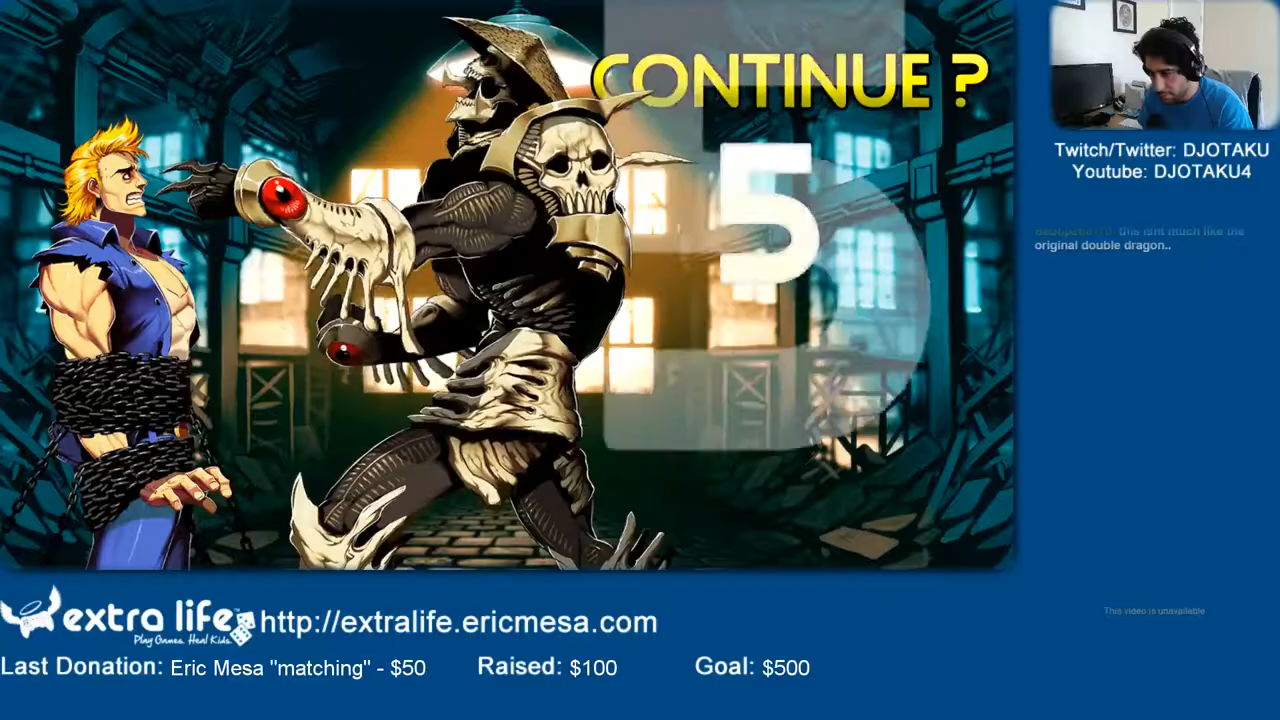 CONTINUE ?
5
Twitch/Twitter: DJOTAKU
Youtube: DJOTAKU4
this isnt much like the
original double dragon..
This video is unavailable
extra life
Play Games. Heal Kids.
http://extralife.ericmesa.com
Last Donation: Eric Mesa "matching" - $50
Raised: $100
Goal: $500